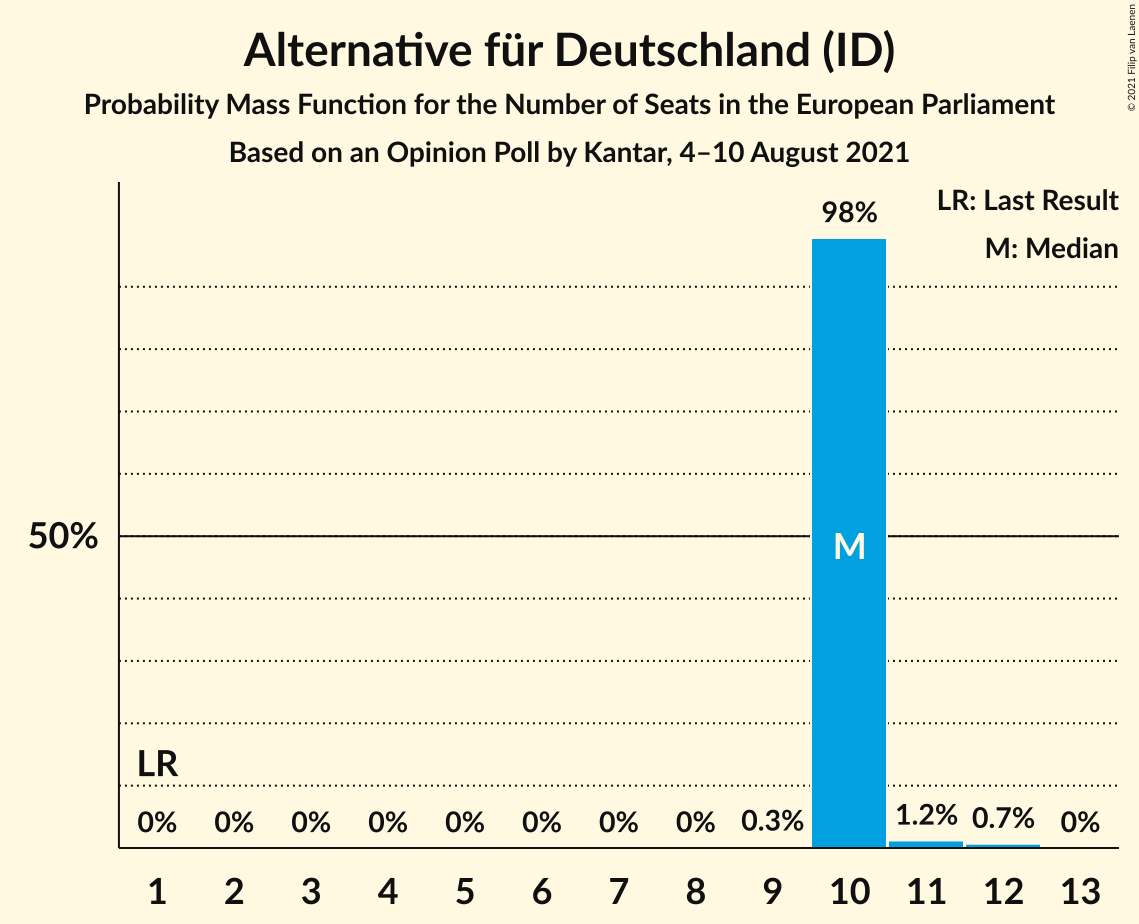 Alternative für Deutschland (ID)
Probability Mass Function for the Number of Seats in the European Parliament
Based on an Opinion Poll by Kantar, 4–10 August 2021
© 2021 Filip van Laenen
LR: Last Result
M: Median
98%
50%
M
LR
0% 0% 0% 0% 0% 0% 0% 0% 0.3% 1.2% 0.7% 0%
1 2 3 4 5 6 7 8 9 10 11 12 13